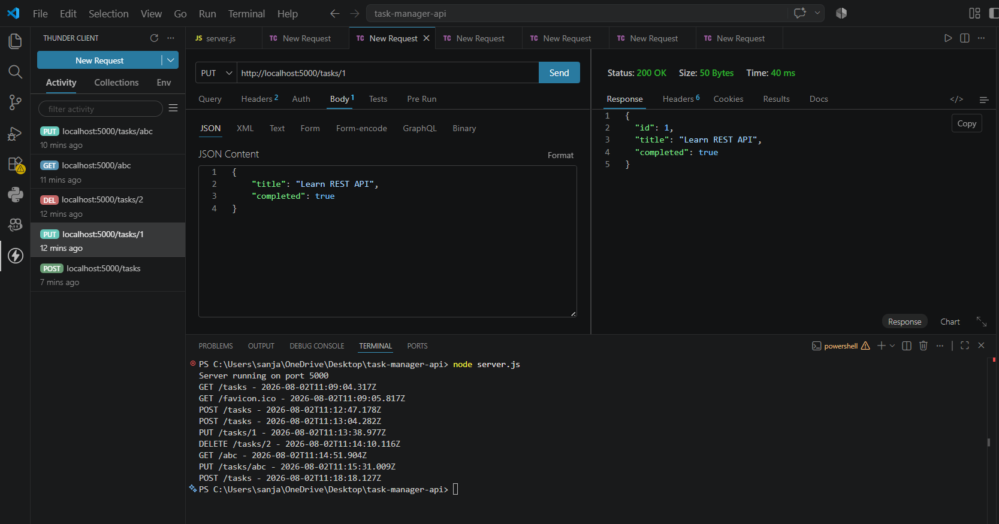 File Edit Selection View Go Run Terminal Help
task-manager-api
THUNDER CLIENT
New Request
Activity Collections Env
filter activity
PUT localhost:5000/tasks/abc
10 mins ago
GET localhost:5000/abc
11 mins ago
DEL localhost:5000/tasks/2
12 mins ago
PUT localhost:5000/tasks/1
12 mins ago
POST localhost:5000/tasks
7 mins ago
JS server.js
TC New Request
TC New Request
TC New Request
TC New Request
TC New Request
TC New Request
PUT http://localhost:5000/tasks/1 Send
Query Headers 2 Auth Body 1 Tests Pre Run
JSON XML Text Form Form-encode GraphQL Binary
JSON Content Format
1 {
2 "title": "Learn REST API",
3 "completed": true
4 }
Status: 200 OK Size: 50 Bytes Time: 40 ms
Response Headers 6 Cookies Results Docs </>
Copy
1 {
2 "id": 1,
3 "title": "Learn REST API",
4 "completed": true
5 }
Response Chart
PROBLEMS OUTPUT DEBUG CONSOLE TERMINAL PORTS
powershell
PS C:\Users\sanja\OneDrive\Desktop\task-manager-api> node server.js
Server running on port 5000
GET /tasks - 2026-08-02T11:09:04.317Z
GET /favicon.ico - 2026-08-02T11:09:05.817Z
POST /tasks - 2026-08-02T11:12:47.178Z
POST /tasks - 2026-08-02T11:13:04.282Z
PUT /tasks/1 - 2026-08-02T11:13:38.977Z
DELETE /tasks/2 - 2026-08-02T11:14:10.116Z
GET /abc - 2026-08-02T11:14:51.904Z
PUT /tasks/abc - 2026-08-02T11:15:31.009Z
POST /tasks - 2026-08-02T11:18:18.127Z
PS C:\Users\sanja\OneDrive\Desktop\task-manager-api>